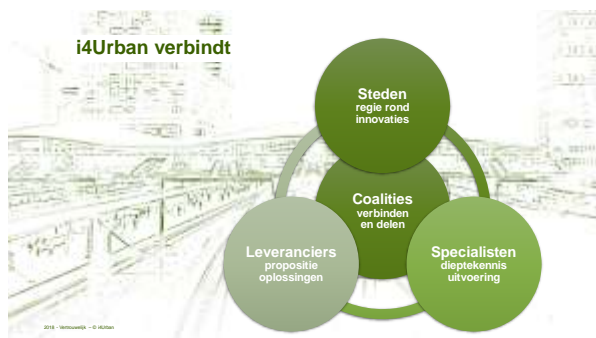 i4Urban verbindt
Steden
regie rond
innovaties
Coalities
verbinden
en delen
Leveranciers
propositie
oplossingen
Specialisten
dieptekennis
uitvoering
2018 - Vertrouwelijk – © i4Urban